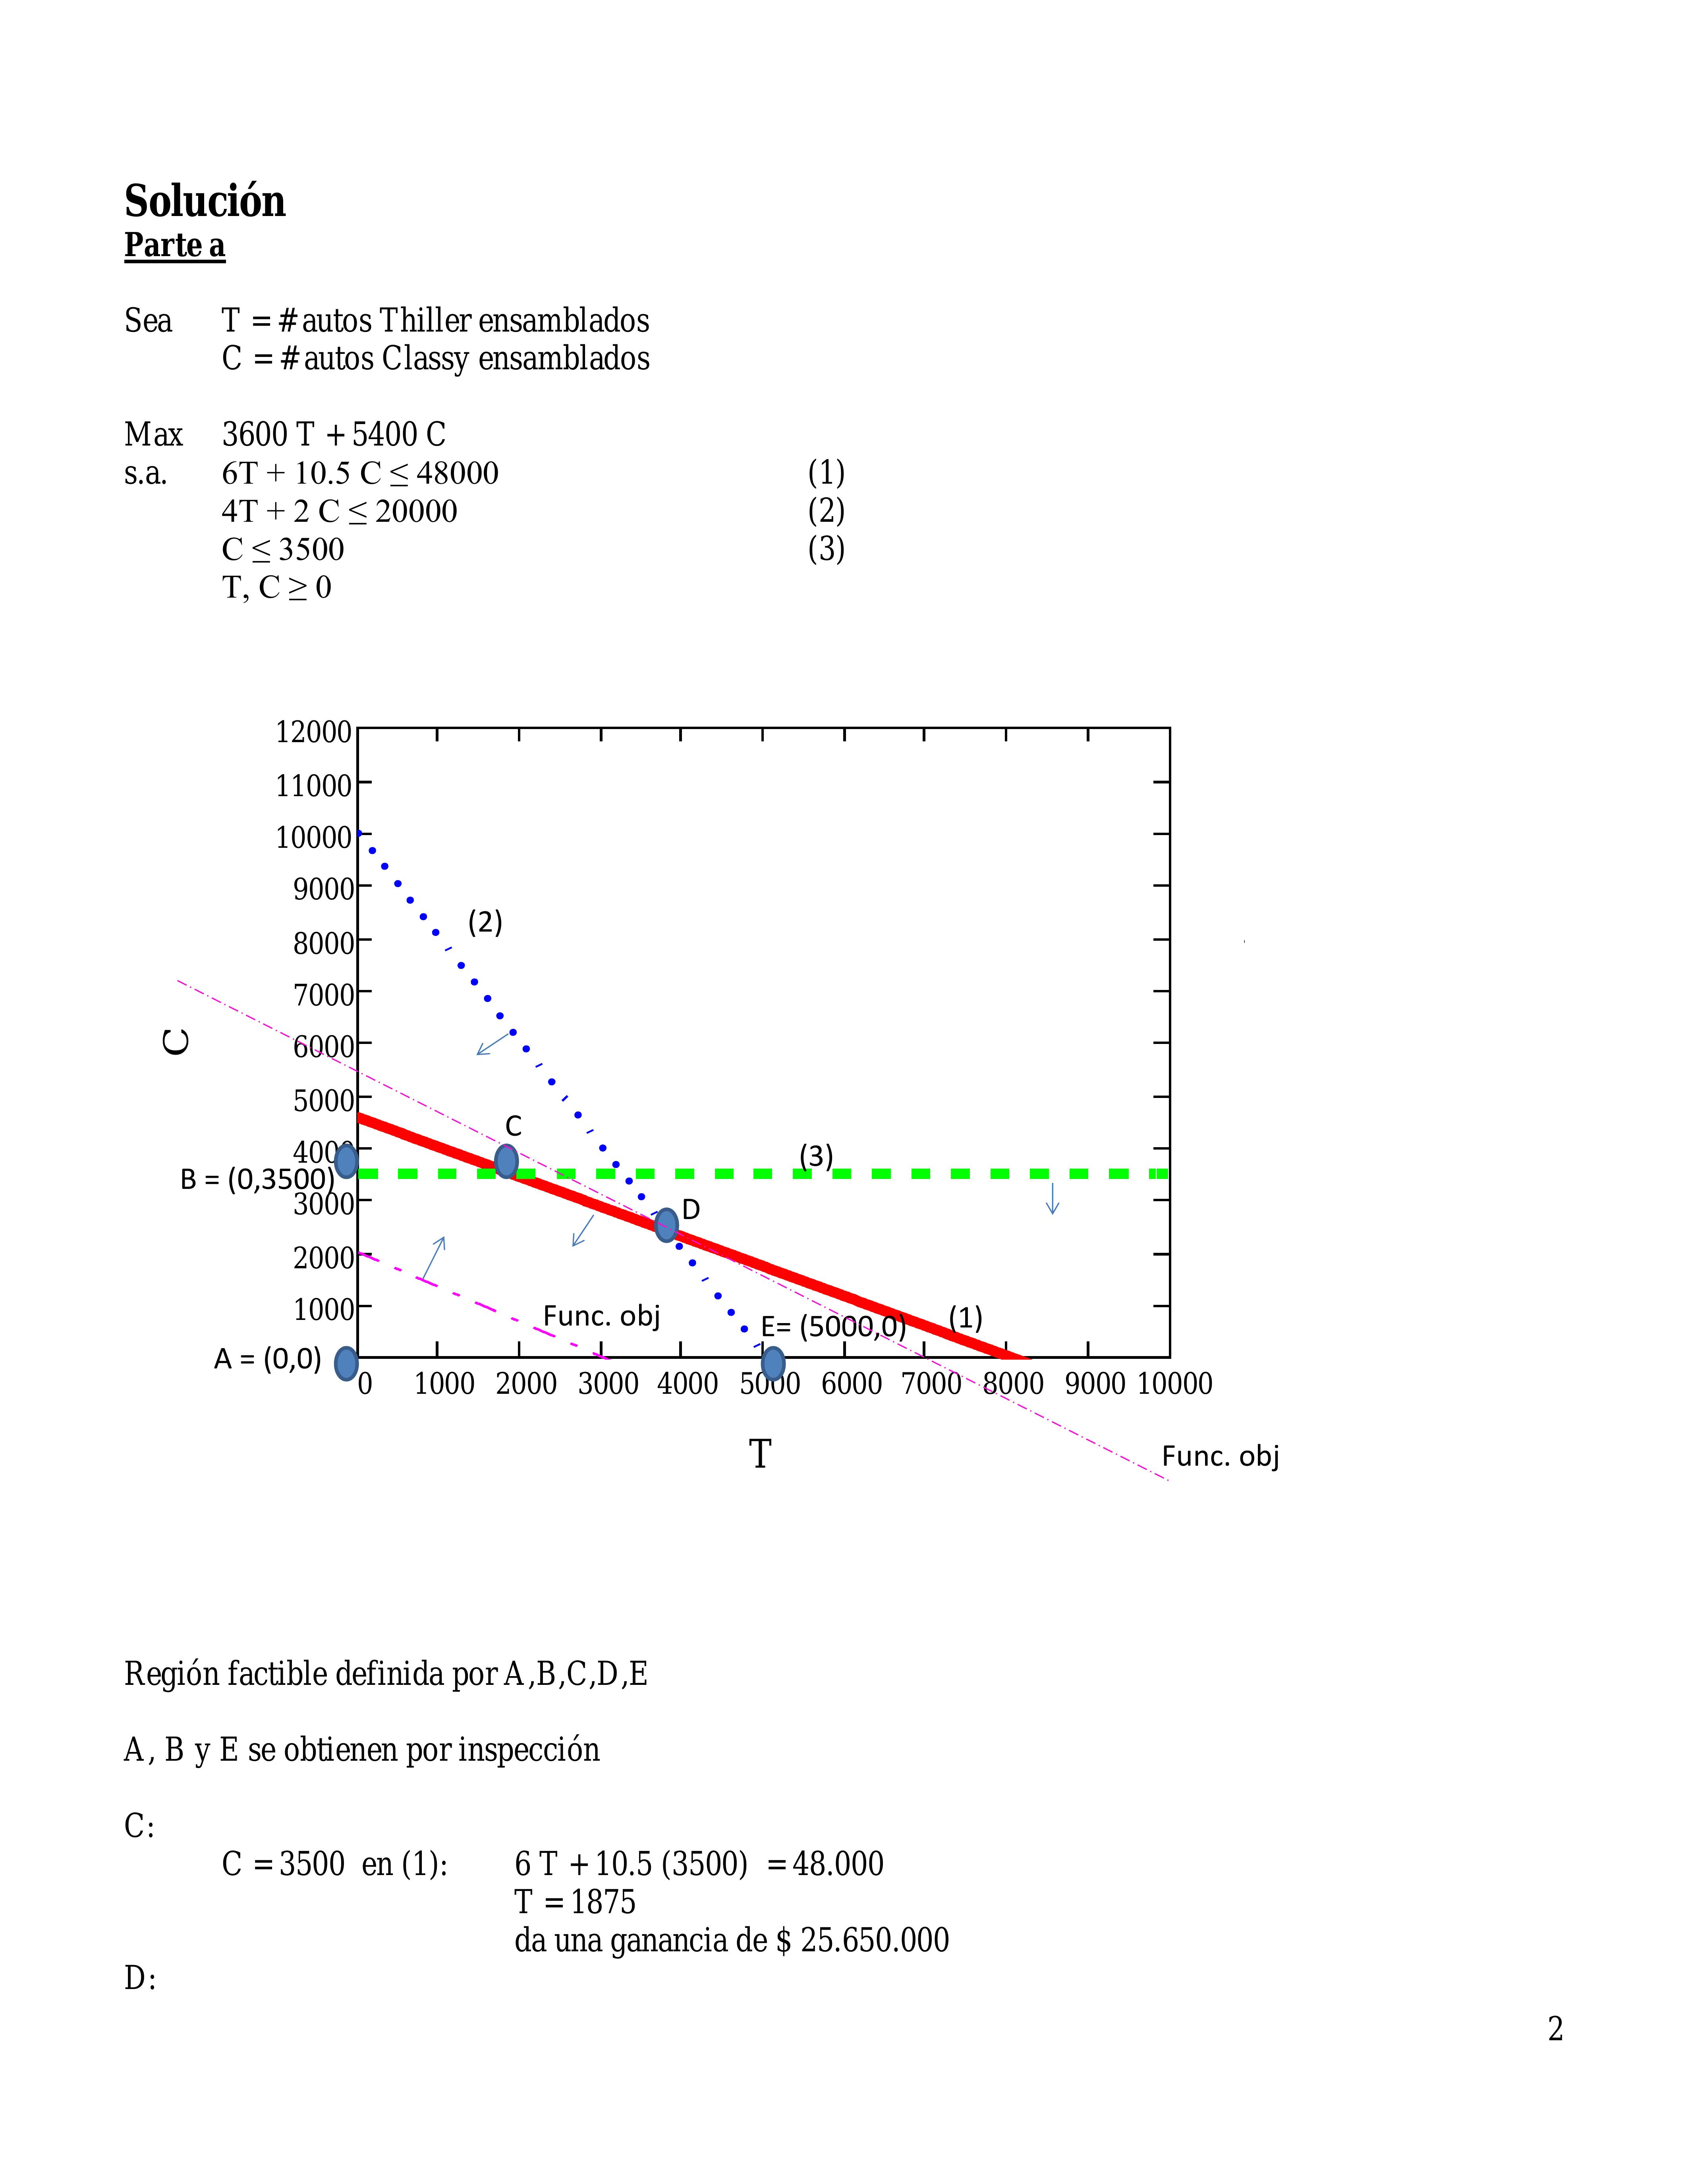 Solución
Parte a
Sea T = # autos Thiller ensamblados
C = # autos Classy ensamblados
Max 3600 T + 5400 C
s.a. 6T + 10.5 C ≤ 48000 (1)
4T + 2 C ≤ 20000 (2)
C ≤ 3500 (3)
T, C ≥ 0
12000
11000
10000
9000
(2)
8000
7000
C
6000
5000
C
4000
(3)
B = (0,3500)
3000
D
2000
1000
Func. obj
E= (5000,0)
(1)
A = (0,0)
0 1000 2000 3000 4000 5000 6000 7000 8000 9000 10000
T
Func. obj
Región factible definida por A,B,C,D,E
A, B y E se obtienen por inspección
C:
C = 3500 en (1): 6 T + 10.5 (3500) = 48.000
T = 1875
da una ganancia de $ 25.650.000
D:
2